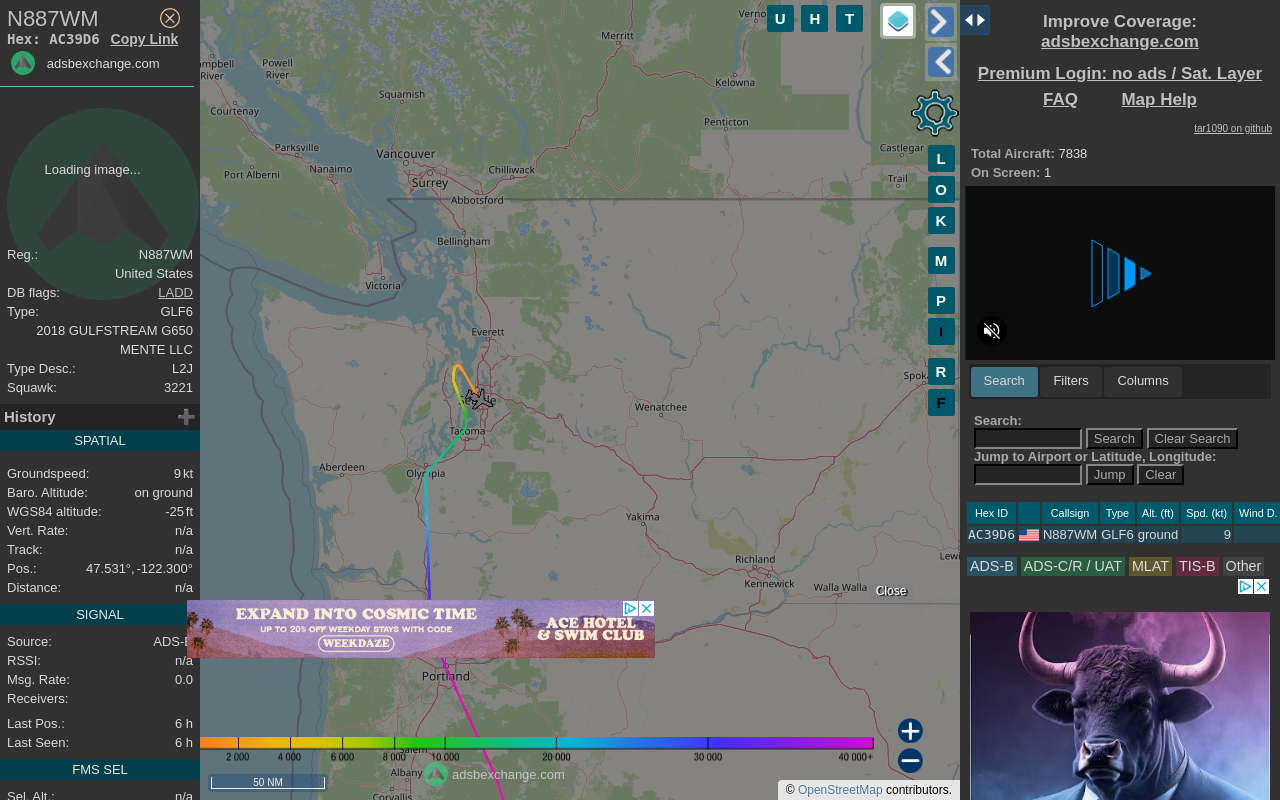 N887WM
Hex: AC39D6 Copy Link
adsbexchange.com
Loading image...
Reg.: N887WM
United States
DB flags: LADD
Type: GLF6
2018 GULFSTREAM G650
MENTE LLC
Type Desc.: L2J
Squawk: 3221
History
SPATIAL
Groundspeed: 9 kt
Baro. Altitude: on ground
WGS84 altitude: -25 ft
Vert. Rate: n/a
Track: n/a
Pos.: 47.531°, -122.300°
Distance: n/a
SIGNAL
Source: ADS-B
RSSI: n/a
Msg. Rate: 0.0
Receivers:
Last Pos.: 6 h
Last Seen: 6 h
FMS SEL
Sel. Alt.: n/a
U H T
Merritt
Powell
River
River
Squamish
Kelowna
Courtenay
Penticton
Parksville
Vancouver
Castlegar
Nanaimo
Port Alberni
Surrey
Chilliwack
Trail
Abbotsford
Bellingham
Victoria
Everett
Wenatchee
Tacoma
Aberdeen
Olympia
Yakima
Richland
Kennewick
Walla Walla
Portland
Salem
Albany
Corvallis
L
O
K
M
P
I
R
F
Close
EXPAND INTO COSMIC TIME
UP TO 20% OFF WEEKDAY STAYS WITH CODE
WEEKDAZE
ACE HOTEL
& SWIM CLUB
2 000 4 000 6 000 8 000 10 000 20 000 30 000 40 000+
adsbexchange.com
50 NM
© OpenStreetMap contributors.
Improve Coverage:
adsbexchange.com
Premium Login: no ads / Sat. Layer
FAQ Map Help
tar1090 on github
Total Aircraft: 7838
On Screen: 1
Search Filters Columns
Search:
Search Clear Search
Jump to Airport or Latitude, Longitude:
Jump Clear
Hex ID Callsign Type Alt. (ft) Spd. (kt) Wind D.
AC39D6 N887WM GLF6 ground 9
ADS-B ADS-C/R / UAT MLAT TIS-B Other